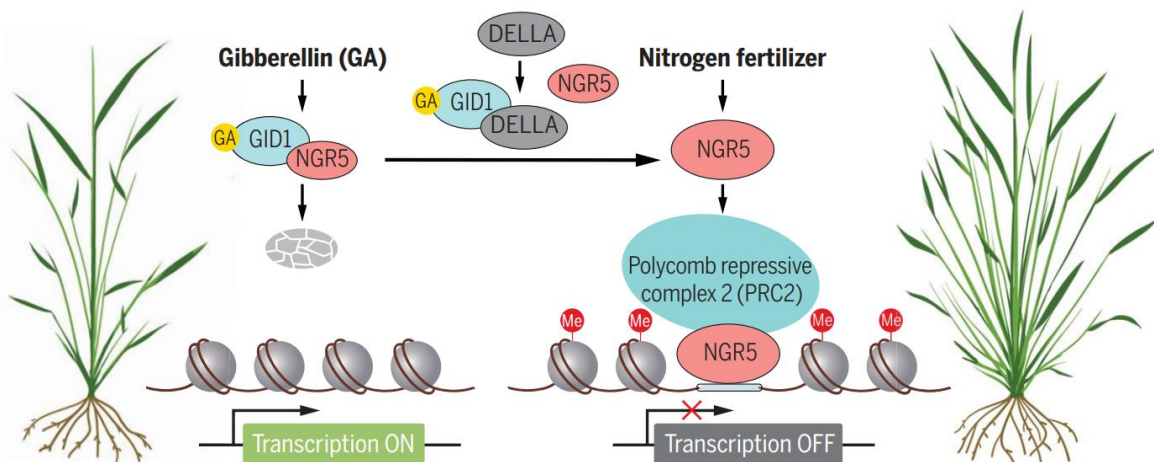 DELLA
Gibberellin (GA)
NGR5
Nitrogen fertilizer
GA
GID1
DELLA
GA
GID1
NGR5
NGR5
Polycomb repressive
complex 2 (PRC2)
Me
Me
Me
Me
NGR5
Transcription ON
Transcription OFF